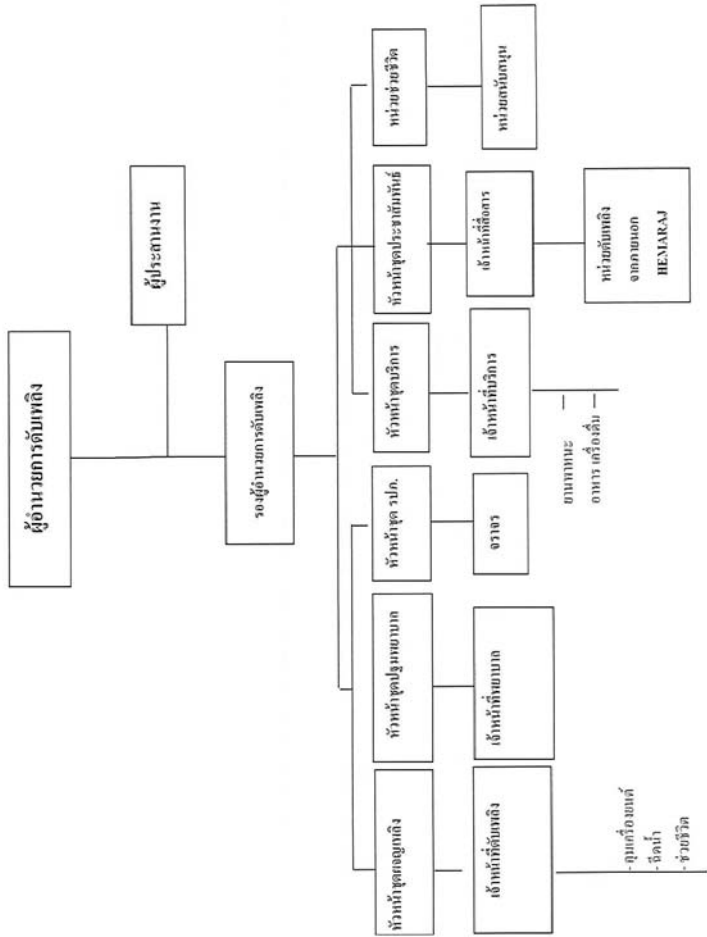 ผู้อำนวยการดับเพลิง
ผู้ประสานงาน
รองผู้อำนวยการดับเพลิง
หัวหน้าชุดผจญเพลิง
หัวหน้าชุดปฐมพยาบาล
หัวหน้าชุด รปภ.
หัวหน้าชุดบริการ
หัวหน้าชุดประชาสัมพันธ์
หน่วยช่วยชีวิต
เจ้าหน้าที่ดับเพลิง
เจ้าหน้าที่พยาบาล
จราจร
เจ้าหน้าที่บริการ
เจ้าหน้าที่สื่อสาร
หน่วยสนับสนุน
- คุมเครื่องยนต์
- ฉีดน้ำ
- ช่วยชีวิต
ยานพาหนะ —
อาหาร เครื่องดื่ม —
หน่วยดับเพลิง
จากภายนอก
HEMARAJ